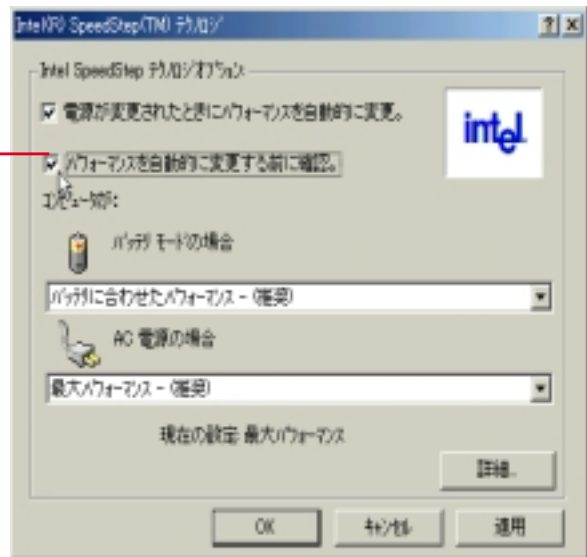 Intel(R) SpeedStep(TM) テクノロジ
Intel SpeedStep テクノロジ オプション
電源が変更されたときにパフォーマンスを自動的に変更。
intel
パフォーマンスを自動的に変更する前に確認。
コンピュータが:
バッテリ モードの場合
バッテリに合わせたパフォーマンス - (推奨)
AC 電源の場合
最大パフォーマンス - (推奨)
現在の設定: 最大パフォーマンス
詳細...
OK
キャンセル
適用